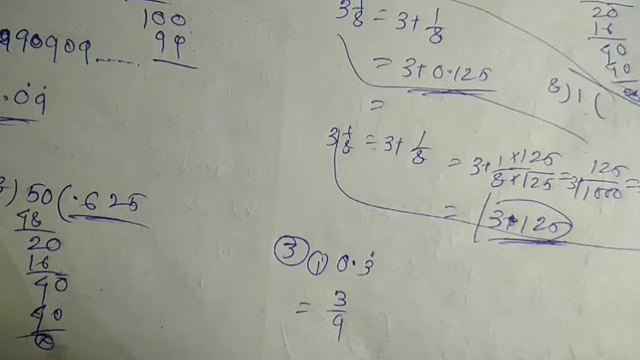 100
990909.....99
.09̇
) 50 ( .625
48
20
16
40
40
0
3 1/8 = 3 + 1/8
= 3 + 0.125
=
3 1/8 = 3 + 1/8 = 3 + 1×125/8×125 = 3 125/1000 =
= 3.125
③ ① 0.3̇
= 3/9
20
16
40
40
8 ) 1 (